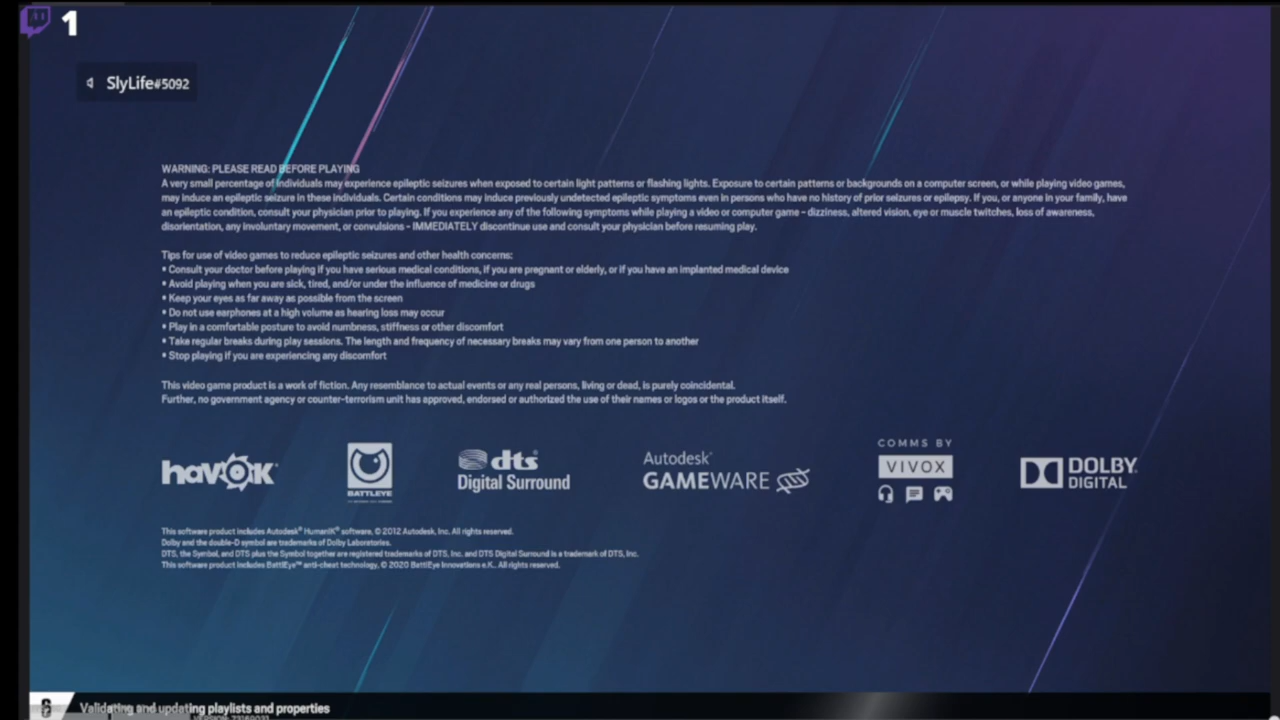 1
SlyLife#5092
WARNING: PLEASE READ BEFORE PLAYING
A very small percentage of individuals may experience epileptic seizures when exposed to certain light patterns or flashing lights. Exposure to certain patterns or backgrounds on a computer screen, or while playing video games,
may induce an epileptic seizure in these individuals. Certain conditions may induce previously undetected epileptic symptoms even in persons who have no history of prior seizures or epilepsy. If you, or anyone in your family, have
an epileptic condition, consult your physician prior to playing. If you experience any of the following symptoms while playing a video or computer game - dizziness, altered vision, eye or muscle twitches, loss of awareness,
disorientation, any involuntary movement, or convulsions - IMMEDIATELY discontinue use and consult your physician before resuming play.
Tips for use of video games to reduce epileptic seizures and other health concerns:
• Consult your doctor before playing if you have serious medical conditions, if you are pregnant or elderly, or if you have an implanted medical device
• Avoid playing when you are sick, tired, and/or under the influence of medicine or drugs
• Keep your eyes as far away as possible from the screen
• Do not use earphones at a high volume as hearing loss may occur
• Play in a comfortable posture to avoid numbness, stiffness or other discomfort
• Take regular breaks during play sessions. The length and frequency of necessary breaks may vary from one person to another
• Stop playing if you are experiencing any discomfort
This video game product is a work of fiction. Any resemblance to actual events or any real persons, living or dead, is purely coincidental.
Further, no government agency or counter-terrorism unit has approved, endorsed or authorized the use of their names or logos or the product itself.
havok
BATTLEYE
dts
Digital Surround
Autodesk
GAMEWARE
COMMS BY
VIVOX
DOLBY
DIGITAL
This software product includes Autodesk® HumanIK® software, © 2012 Autodesk, Inc. All rights reserved.
Dolby and the double-D symbol are trademarks of Dolby Laboratories.
DTS, the Symbol, and DTS plus the Symbol together are registered trademarks of DTS, Inc. and DTS Digital Surround is a trademark of DTS, Inc.
This software product includes BattlEye™ anti-cheat technology, © 2020 BattlEye Innovations e.K.. All rights reserved.
6
Validating and updating playlists and properties